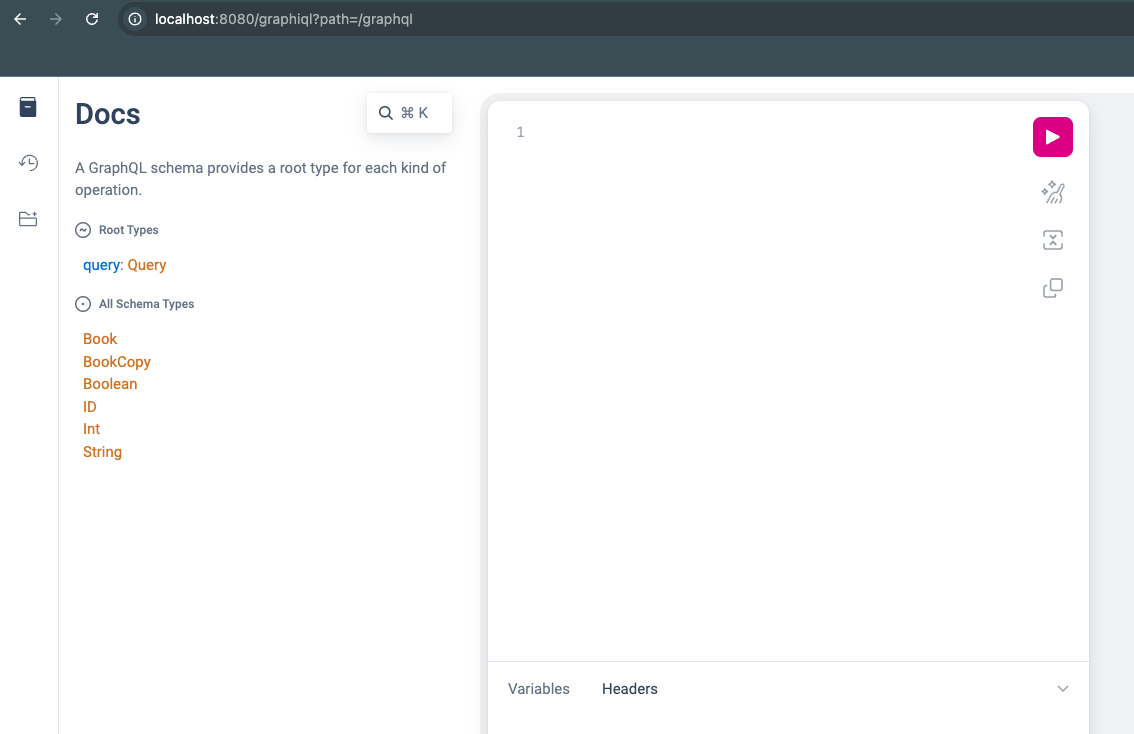 localhost:8080/graphiql?path=/graphql
Docs
⌘ K
A GraphQL schema provides a root type for each kind of
operation.
Root Types
query: Query
All Schema Types
Book
BookCopy
Boolean
ID
Int
String
1
Variables
Headers